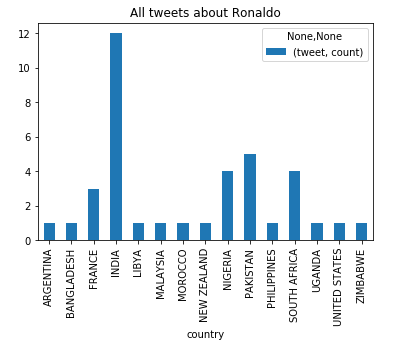 All tweets about Ronaldo
None,None
(tweet, count)
12
10
8
6
4
2
0
ARGENTINA
BANGLADESH
FRANCE
INDIA
LIBYA
MALAYSIA
MOROCCO
NEW ZEALAND
NIGERIA
PAKISTAN
PHILIPPINES
SOUTH AFRICA
UGANDA
UNITED STATES
ZIMBABWE
country